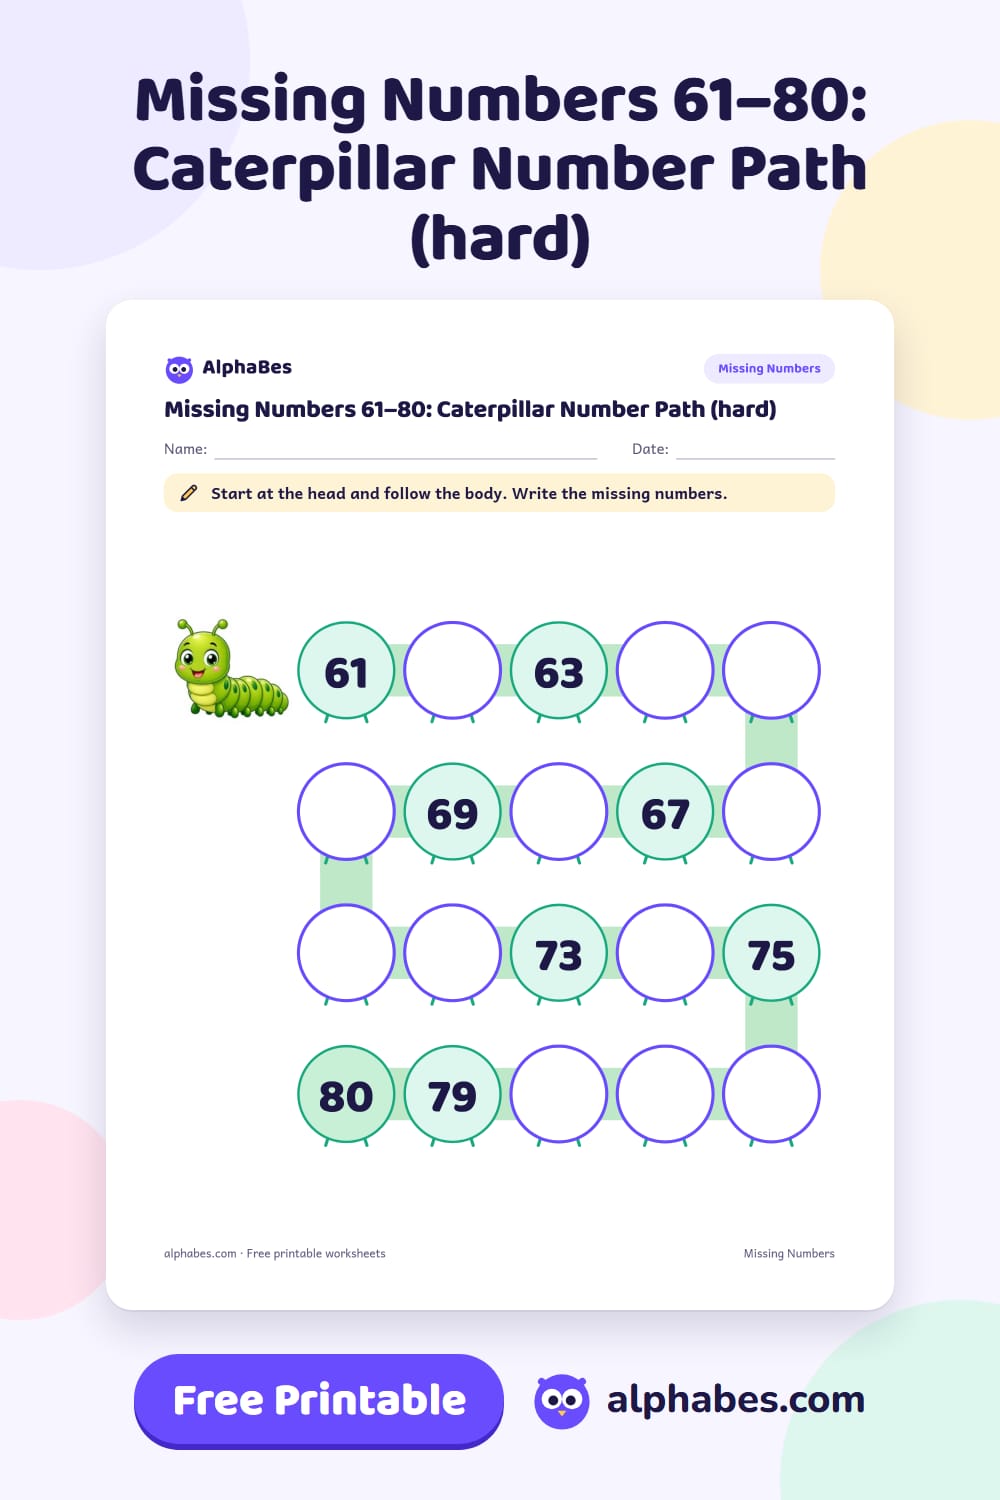 Missing Numbers 61–80:
Caterpillar Number Path
(hard)
AlphaBes
Missing Numbers
Missing Numbers 61–80: Caterpillar Number Path (hard)
Name:
Date:
Start at the head and follow the body. Write the missing numbers.
61 63
69 67
73 75
80 79
alphabes.com · Free printable worksheets
Missing Numbers
Free Printable
alphabes.com